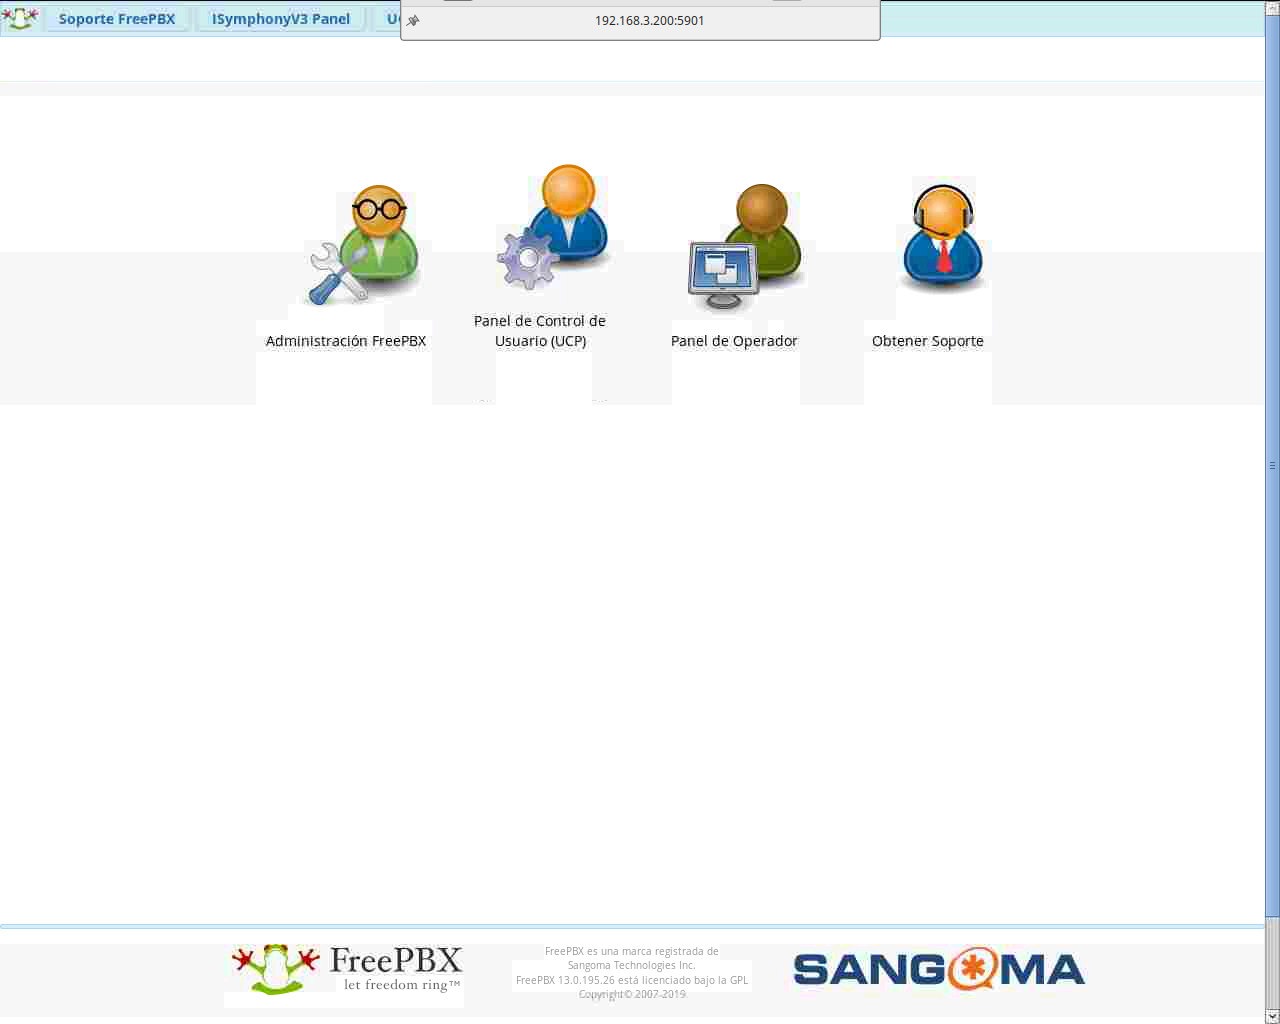 Soporte FreePBX
ISymphonyV3 Panel
192.168.3.200:5901
Administración FreePBX
Panel de Control de
Usuario (UCP)
Panel de Operador
Obtener Soporte
FreePBX
let freedom ring™
FreePBX es una marca registrada de
Sangoma Technologies Inc.
FreePBX 13.0.195.26 está licenciado bajo la GPL
Copyright© 2007-2019
SANGOMA